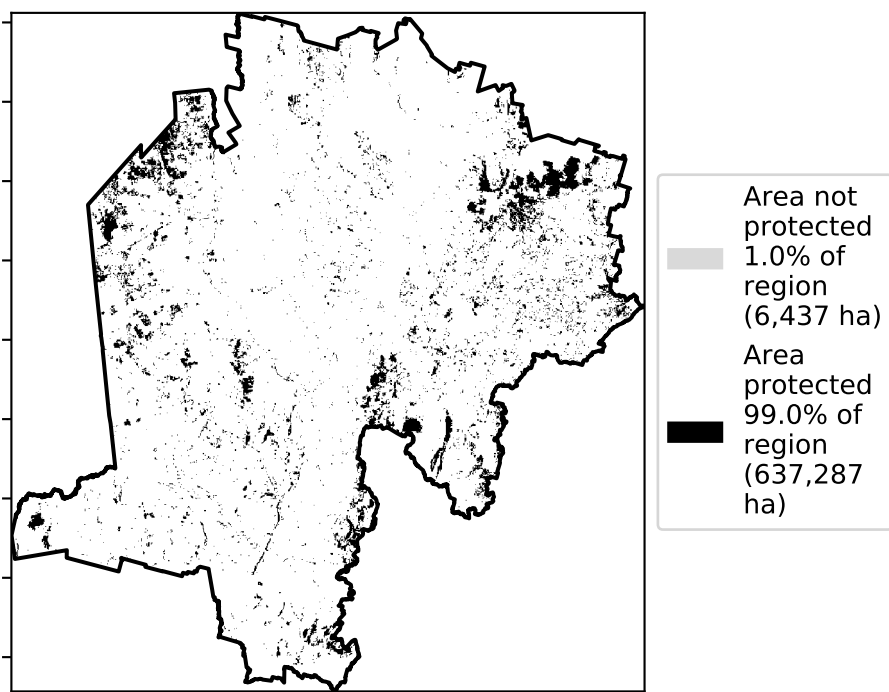 Area not
protected
1.0% of
region
(6,437 ha)
Area
protected
99.0% of
region
(637,287
ha)